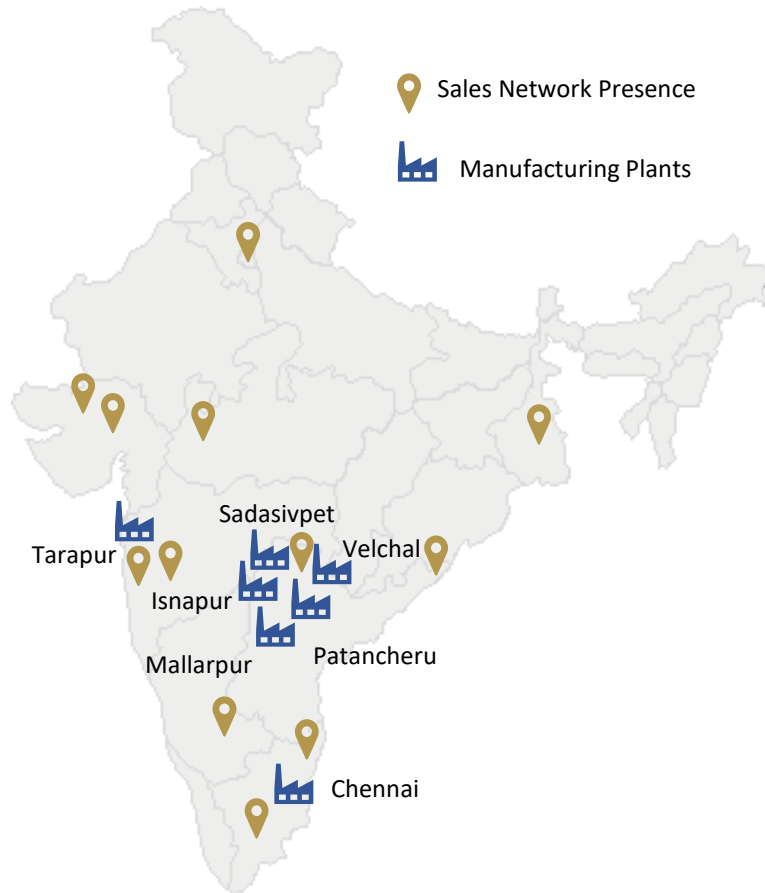 Sales Network Presence
Manufacturing Plants
Sadasivpet
Tarapur
Velchal
Isnapur
Mallarpur
Patancheru
Chennai